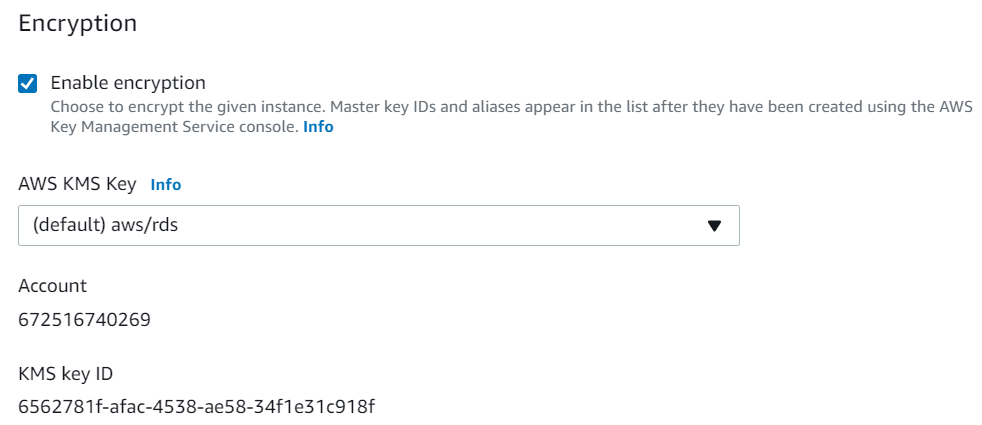 Encryption
Enable encryption
Choose to encrypt the given instance. Master key IDs and aliases appear in the list after they have been created using the AWS
Key Management Service console. Info
AWS KMS Key Info
(default) aws/rds
Account
672516740269
KMS key ID
6562781f-afac-4538-ae58-34f1e31c918f